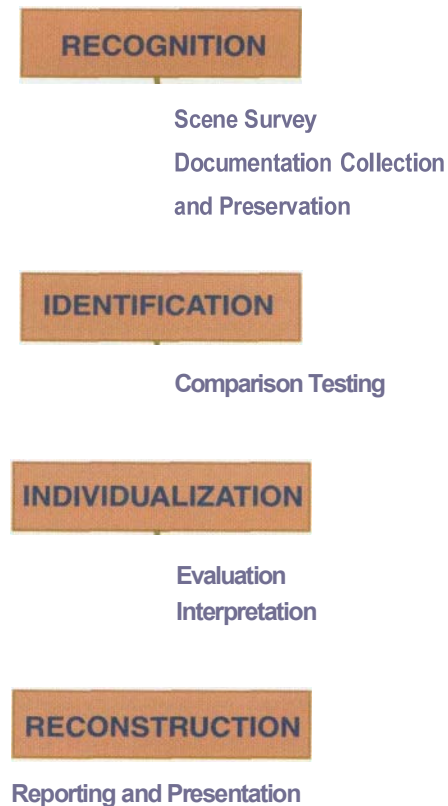 RECOGNITION
Scene Survey
Documentation Collection
and Preservation
IDENTIFICATION
Comparison Testing
INDIVIDUALIZATION
Evaluation
Interpretation
RECONSTRUCTION
Reporting and Presentation